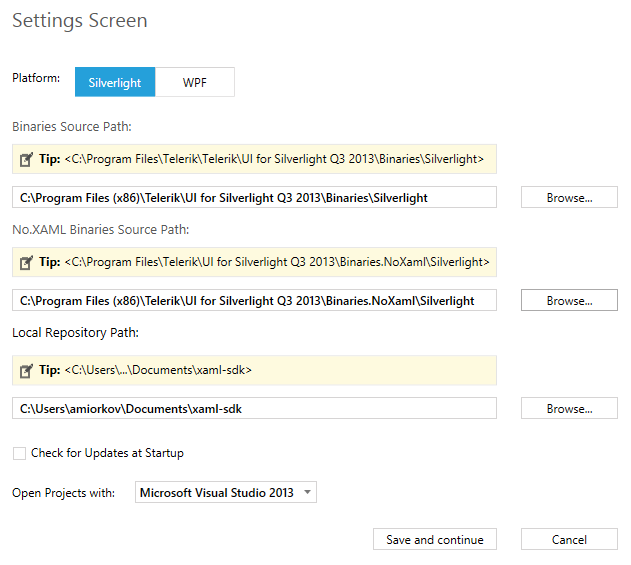 Settings Screen
Platform: Silverlight WPF
Binaries Source Path:
Tip: <C:\Program Files\Telerik\Telerik\UI for Silverlight Q3 2013\Binaries\Silverlight>
C:\Program Files (x86)\Telerik\UI for Silverlight Q3 2013\Binaries\Silverlight Browse...
No.XAML Binaries Source Path:
Tip: <C:\Program Files\Telerik\UI for Silverlight Q3 2013\Binaries.NoXaml\Silverlight>
C:\Program Files (x86)\Telerik\UI for Silverlight Q3 2013\Binaries.NoXaml\Silverlight Browse...
Local Repository Path:
Tip: <C:\Users\...\Documents\xaml-sdk>
C:\Users\amiorkov\Documents\xaml-sdk Browse...
Check for Updates at Startup
Open Projects with: Microsoft Visual Studio 2013
Save and continue Cancel